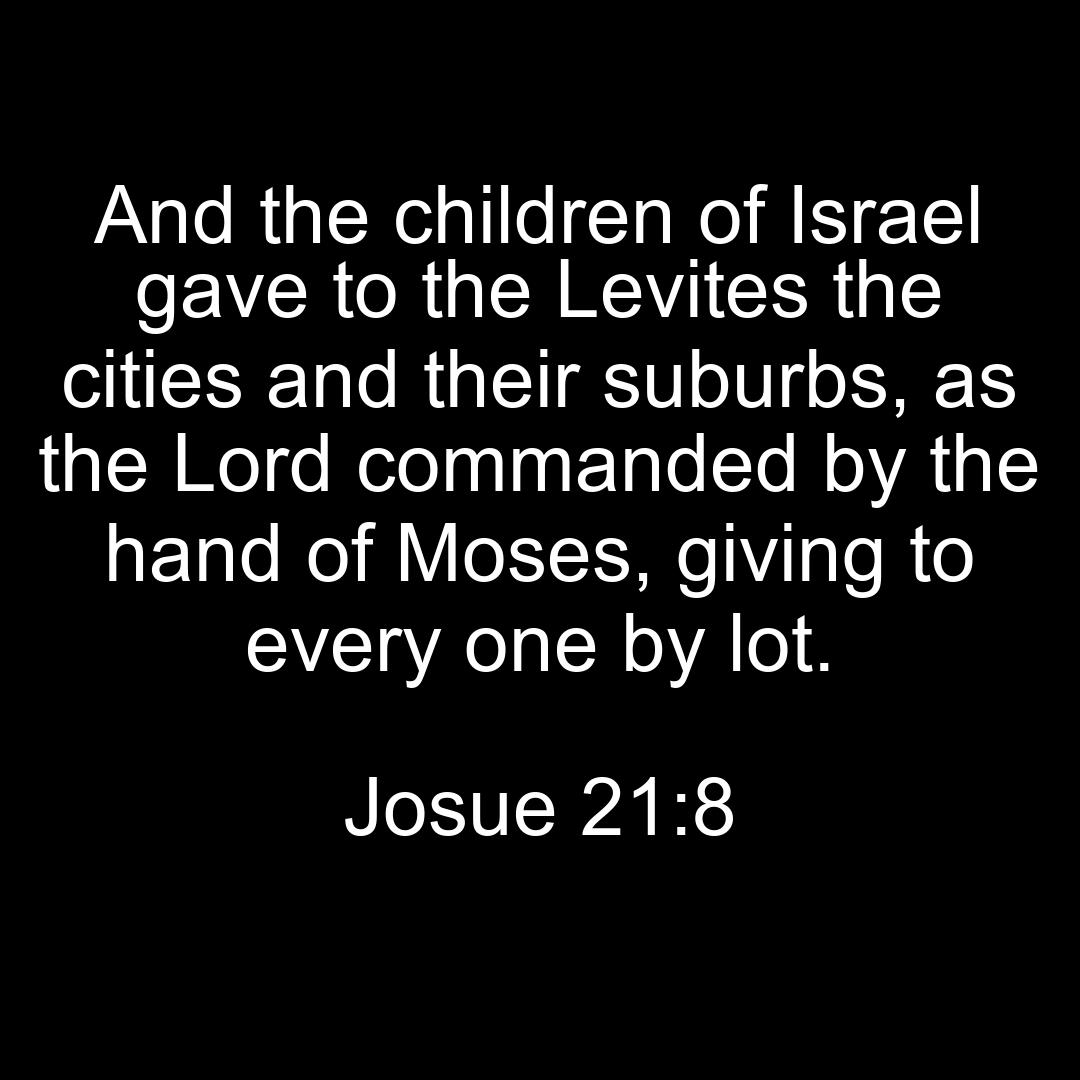 And the children of Israel
gave to the Levites the
cities and their suburbs, as
the Lord commanded by the
hand of Moses, giving to
every one by lot.
Josue 21:8